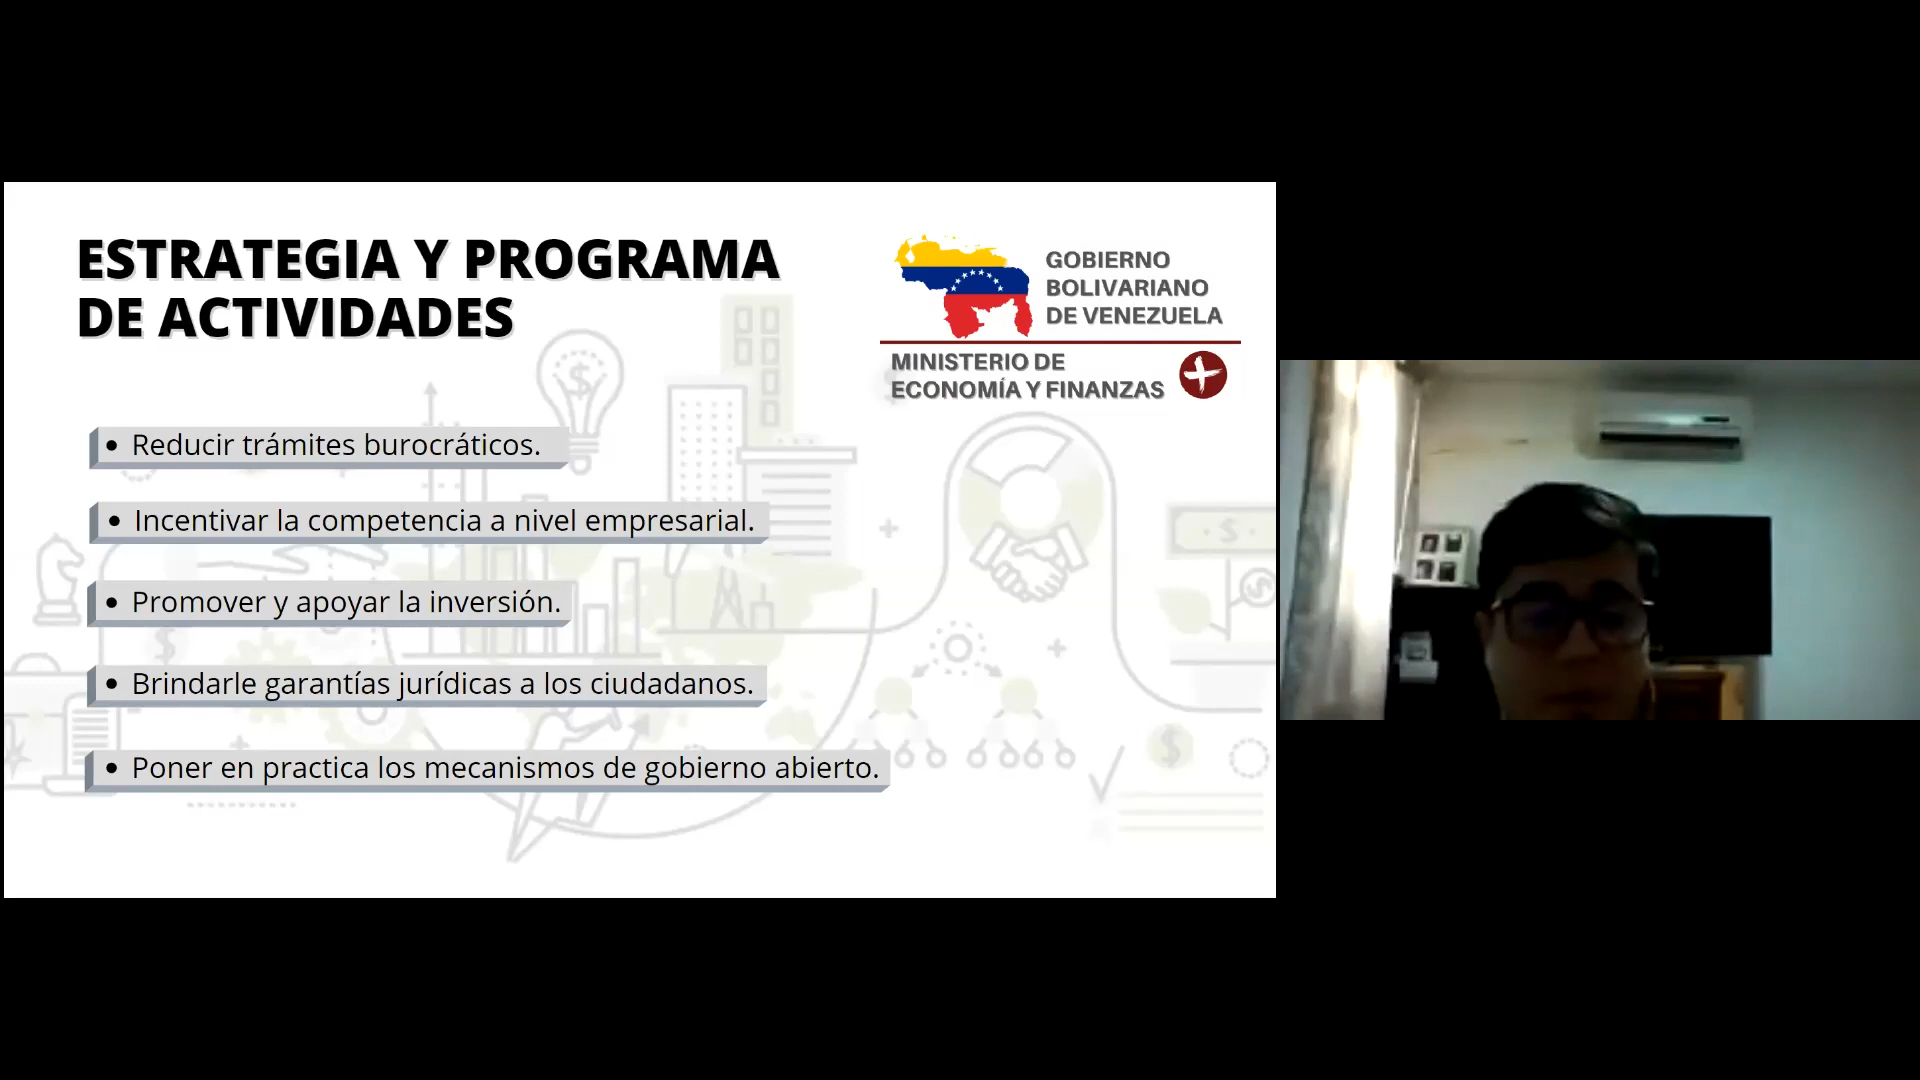 ESTRATEGIA Y PROGRAMA
DE ACTIVIDADES
GOBIERNO
BOLIVARIANO
DE VENEZUELA
MINISTERIO DE
ECONOMÍA Y FINANZAS
• Reducir trámites burocráticos.
• Incentivar la competencia a nivel empresarial.
• Promover y apoyar la inversión.
• Brindarle garantías jurídicas a los ciudadanos.
• Poner en practica los mecanismos de gobierno abierto.